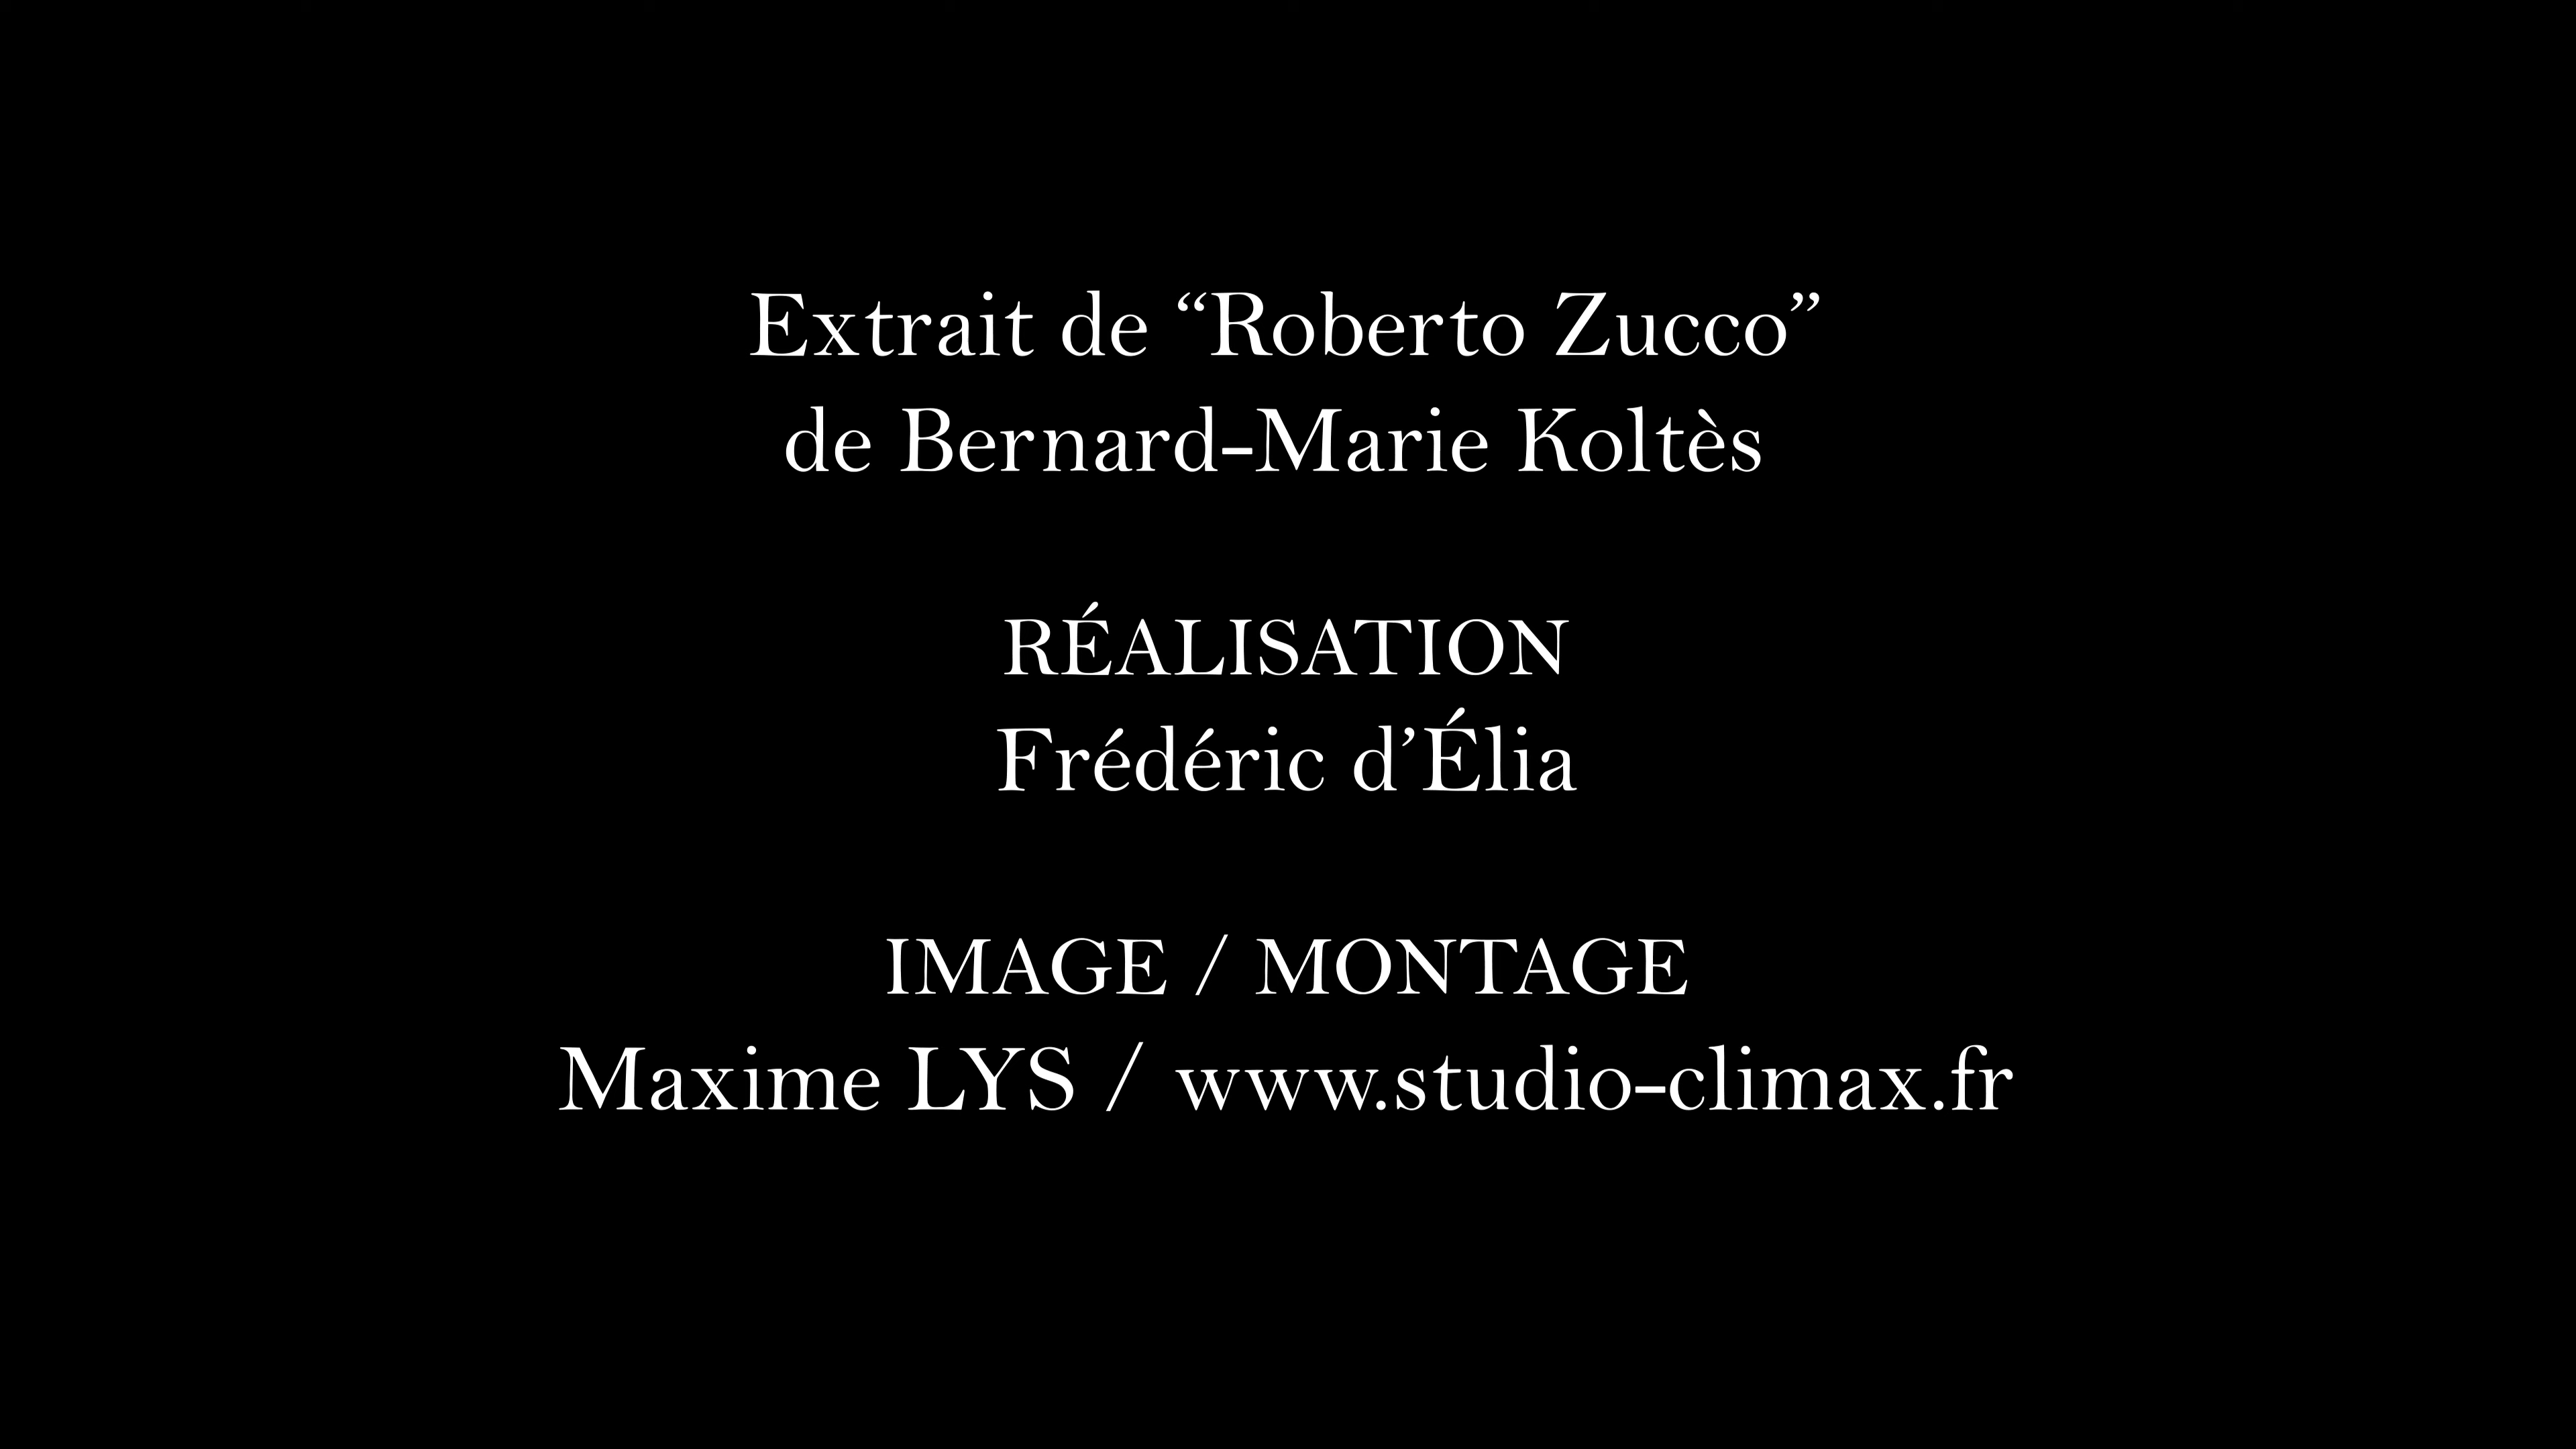 Extrait de “Roberto Zucco”
de Bernard-Marie Koltès
RÉALISATION
Frédéric d’Élia
IMAGE / MONTAGE
Maxime LYS / www.studio-climax.fr